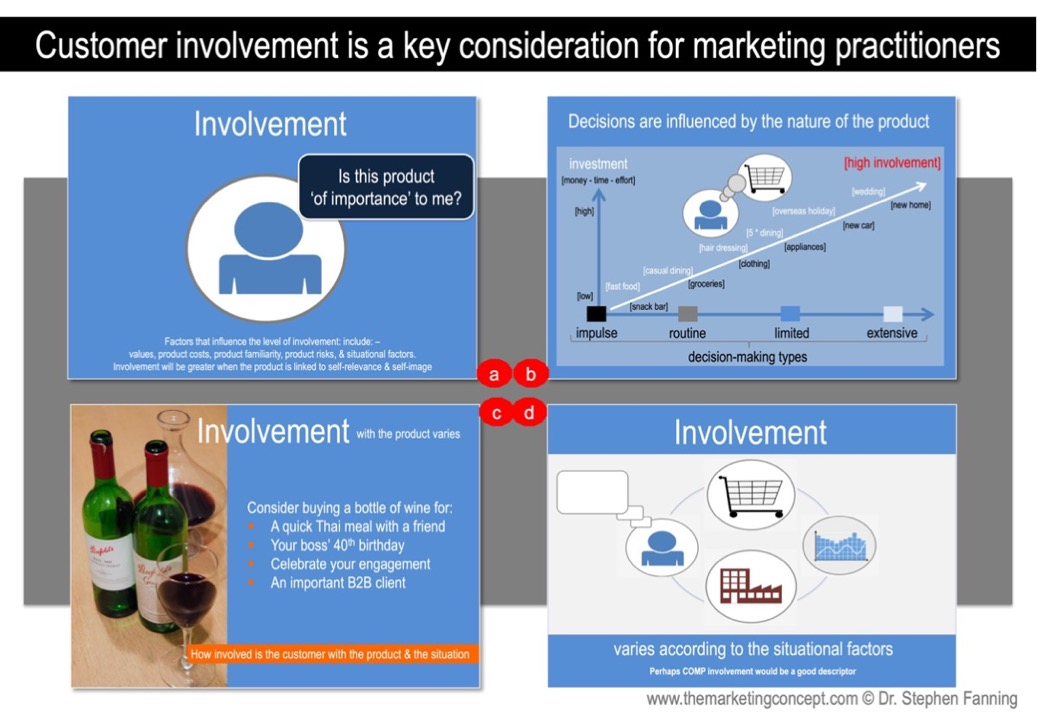 Customer involvement is a key consideration for marketing practitioners
Involvement
Is this product
‘of importance’ to me?
Factors that influence the level of involvement: include: –
values, product costs, product familiarity, product risks, & situational factors.
Involvement will be greater when the product is linked to self-relevance & self-image
a
Decisions are influenced by the nature of the product
investment
[money - time - effort]
[high involvement]
[high]
[wedding]
[new home]
[overseas holiday]
[new car]
[5 * dining]
[hair dressing]
[appliances]
[clothing]
[casual dining]
[groceries]
[fast food]
[low]
[snack bar]
impulse
routine
limited
extensive
decision-making types
b
c
Involvement with the product varies
Consider buying a bottle of wine for:
• A quick Thai meal with a friend
• Your boss’ 40th birthday
• Celebrate your engagement
• An important B2B client
How involved is the customer with the product & the situation
d
Involvement
varies according to the situational factors
Perhaps COMP involvement would be a good descriptor
www.themarketingconcept.com © Dr. Stephen Fanning